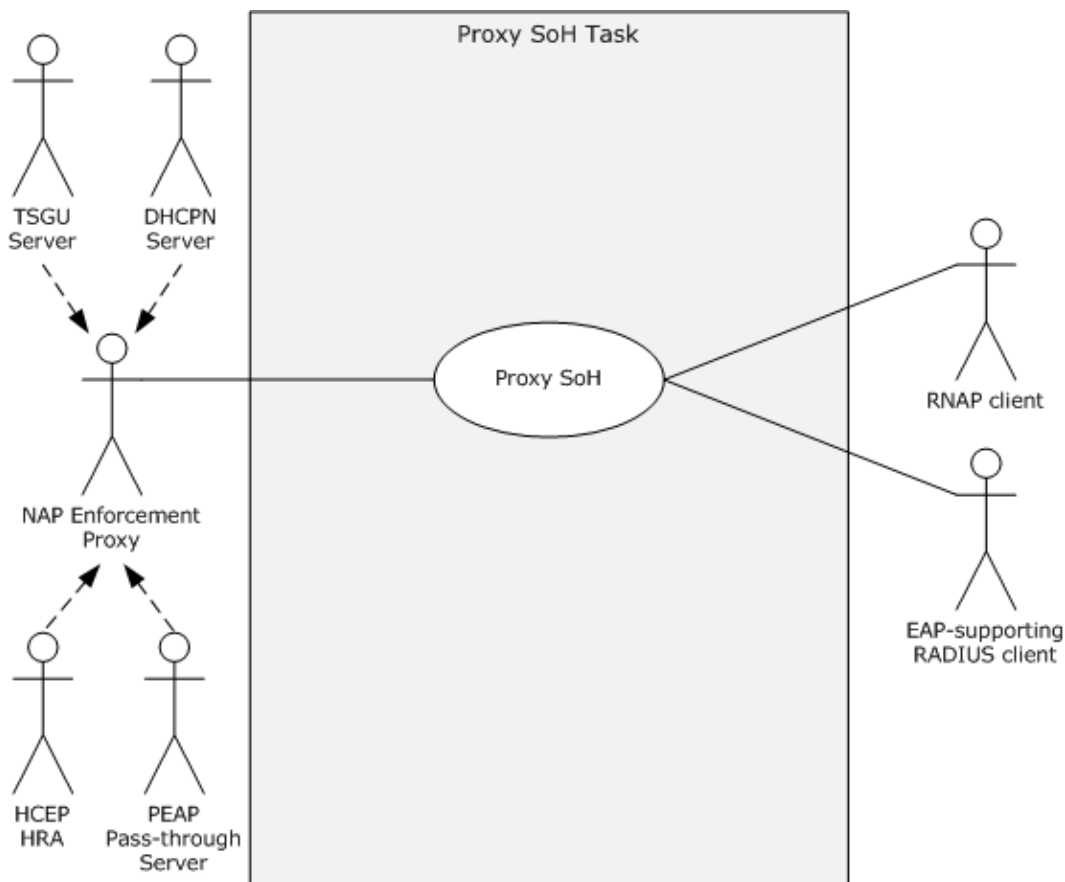 Proxy SoH Task
TSGU
Server
DHCPN
Server
Proxy SoH
RNAP client
NAP Enforcement
Proxy
EAP-supporting
RADIUS client
HCEP
HRA
PEAP
Pass-through
Server